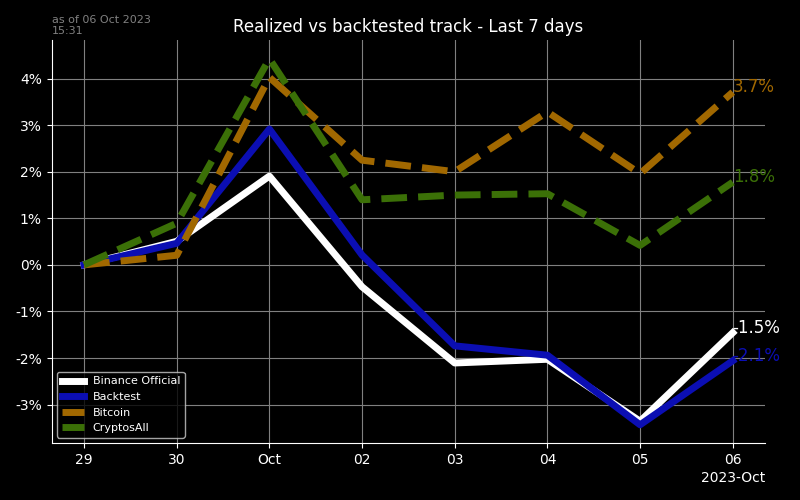 as of 06 Oct 2023
15:31
Realized vs backtested track - Last 7 days
4%
3%
2%
1%
0%
-1%
-2%
-3%
3.7%
1.8%
-1.5%
-2.1%
Binance Official
Backtest
Bitcoin
CryptosAll
29 30 Oct 02 03 04 05 06
2023-Oct